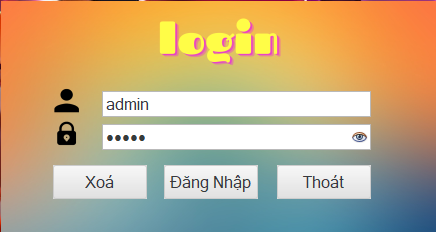 login
admin
•••••
Xoá Đăng Nhập Thoát